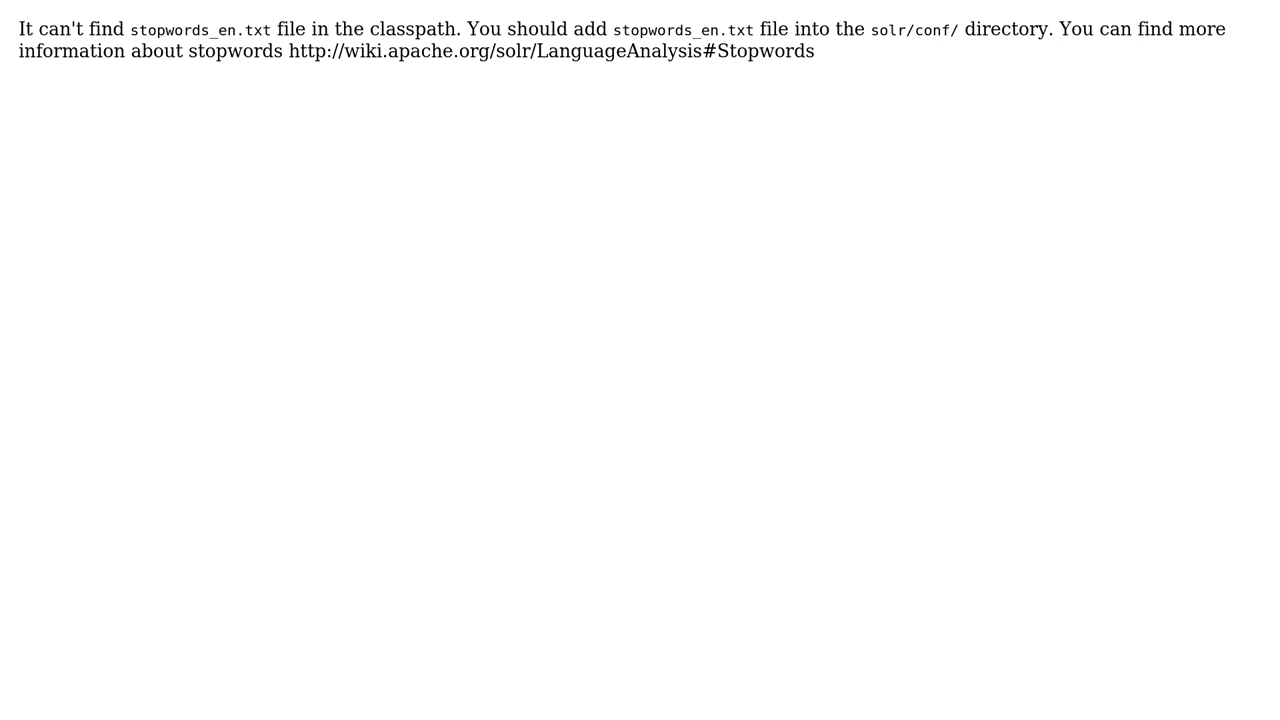 It can't find stopwords_en.txt file in the classpath. You should add stopwords_en.txt file into the solr/conf/ directory. You can find more
information about stopwords http://wiki.apache.org/solr/LanguageAnalysis#Stopwords